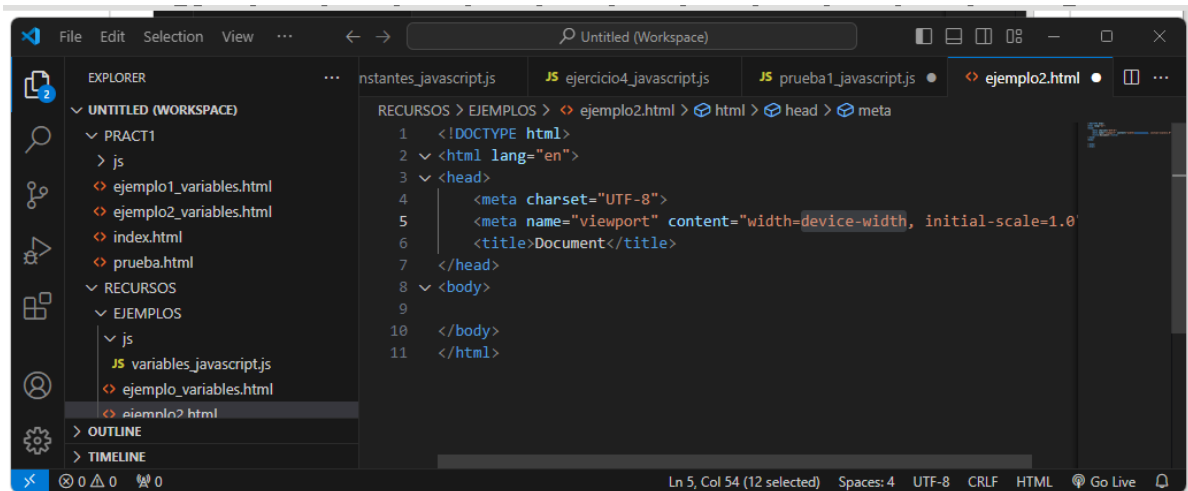 File Edit Selection View ··· ← → Untitled (Workspace)
EXPLORER ···
UNTITLED (WORKSPACE)
PRACT1
js
ejemplo1_variables.html
ejemplo2_variables.html
index.html
prueba.html
RECURSOS
EJEMPLOS
js
JS variables_javascript.js
ejemplo_variables.html
ejemplo2.html
OUTLINE
TIMELINE
nstantes_javascript.js JS ejercicio4_javascript.js JS prueba1_javascript.js ● <> ejemplo2.html ● ···
RECURSOS > EJEMPLOS > <> ejemplo2.html > html > head > meta
1 <!DOCTYPE html>
2 <html lang="en">
3 <head>
4 <meta charset="UTF-8">
5 <meta name="viewport" content="width=device-width, initial-scale=1.0"
6 <title>Document</title>
7 </head>
8 <body>
9
10 </body>
11 </html>
2
0 0 0 Ln 5, Col 54 (12 selected) Spaces: 4 UTF-8 CRLF HTML Go Live